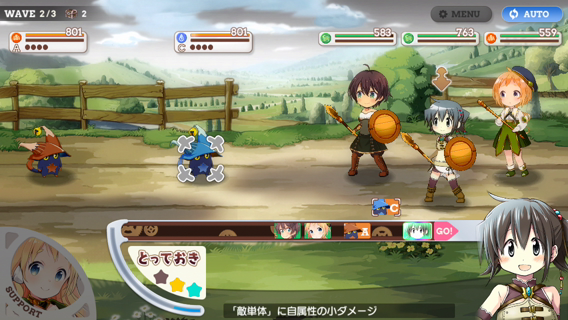 WAVE 2/3 2
MENU
AUTO
801
A
801
C
583
763
559
C
A
GO!
とっておき
SUPPORT
「敵単体」に自属性の小ダメージ